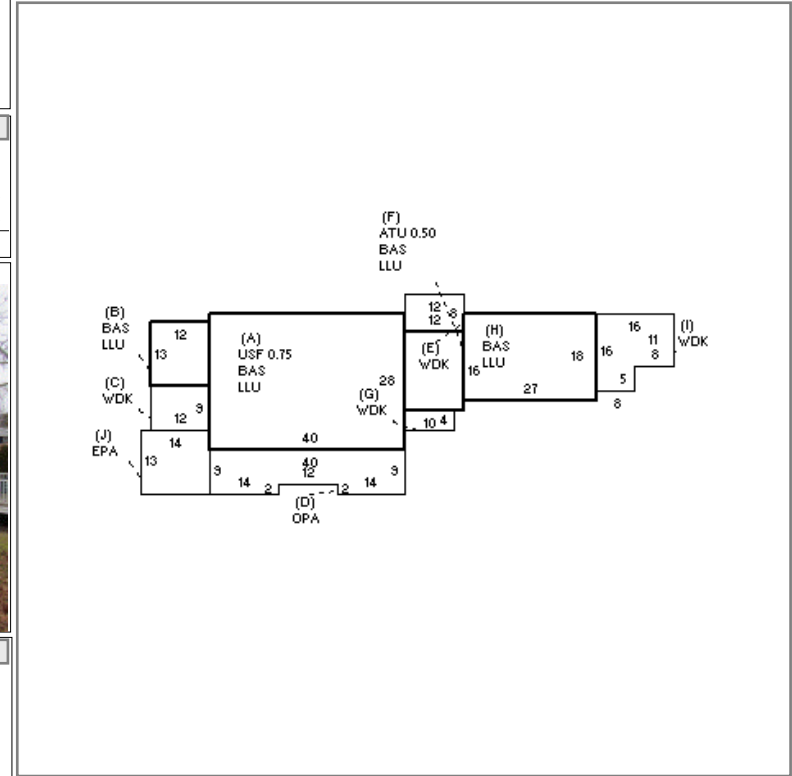 (F)
ATU 0.50
BAS
LLU
(B)
BAS
LLU
12
13
(A)
USF 0.75
BAS
LLU
28
40
12
12
8
(E)
WDK
16
(H)
BAS
LLU
18
27
16
16
11
8
5
8
(I)
WDK
(C)
WDK
9
12
(G)
WDK
10 4
(J)
EPA
14
13
9
40
12
9
14
2
2
14
(D)
OPA